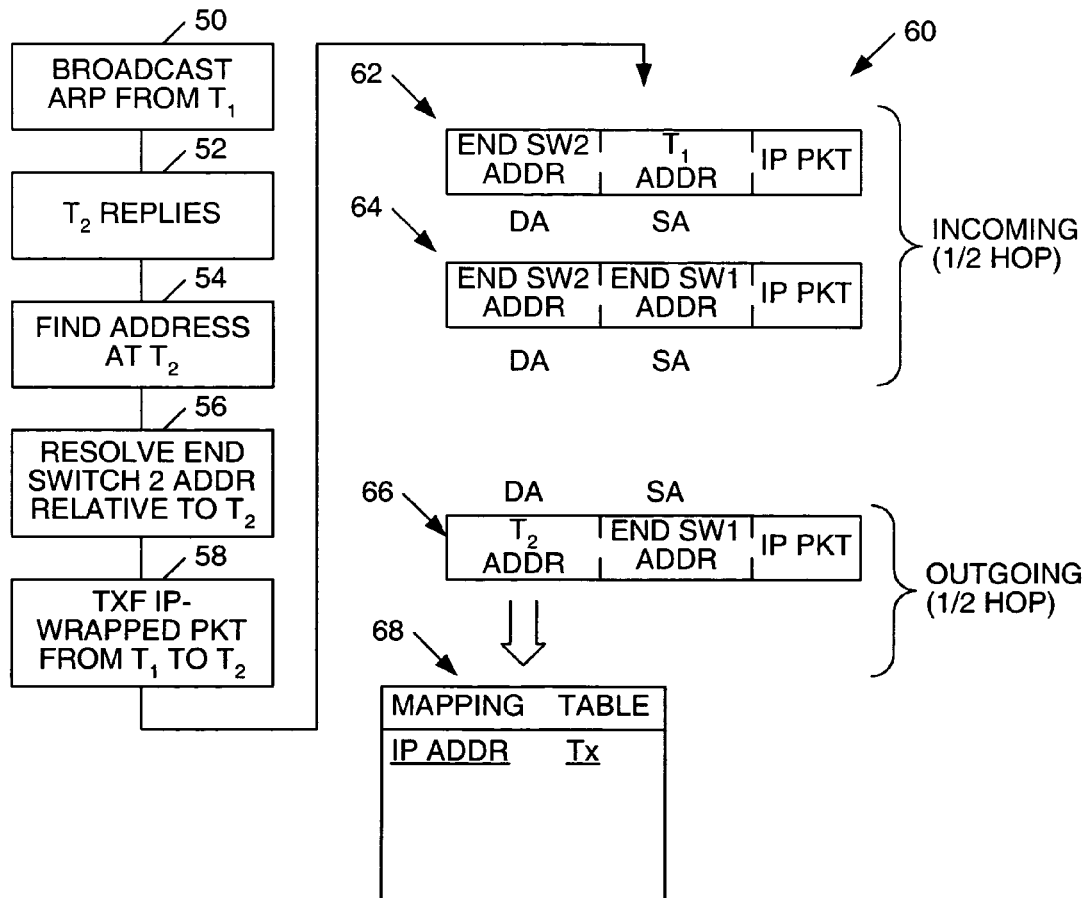 50
BROADCAST
ARP FROM T₁
52
T₂ REPLIES
54
FIND ADDRESS
AT T₂
56
RESOLVE END
SWITCH 2 ADDR
RELATIVE TO T₂
58
TXF IP-
WRAPPED PKT
FROM T₁ TO T₂
60
62
END SW2 T₁ IP PKT
ADDR ADDR
DA SA
64
END SW2 END SW1 IP PKT
ADDR ADDR
DA SA
INCOMING
(1/2 HOP)
DA SA
66
T₂ END SW1 IP PKT
ADDR ADDR
OUTGOING
(1/2 HOP)
68
MAPPING TABLE
IP ADDR Tx